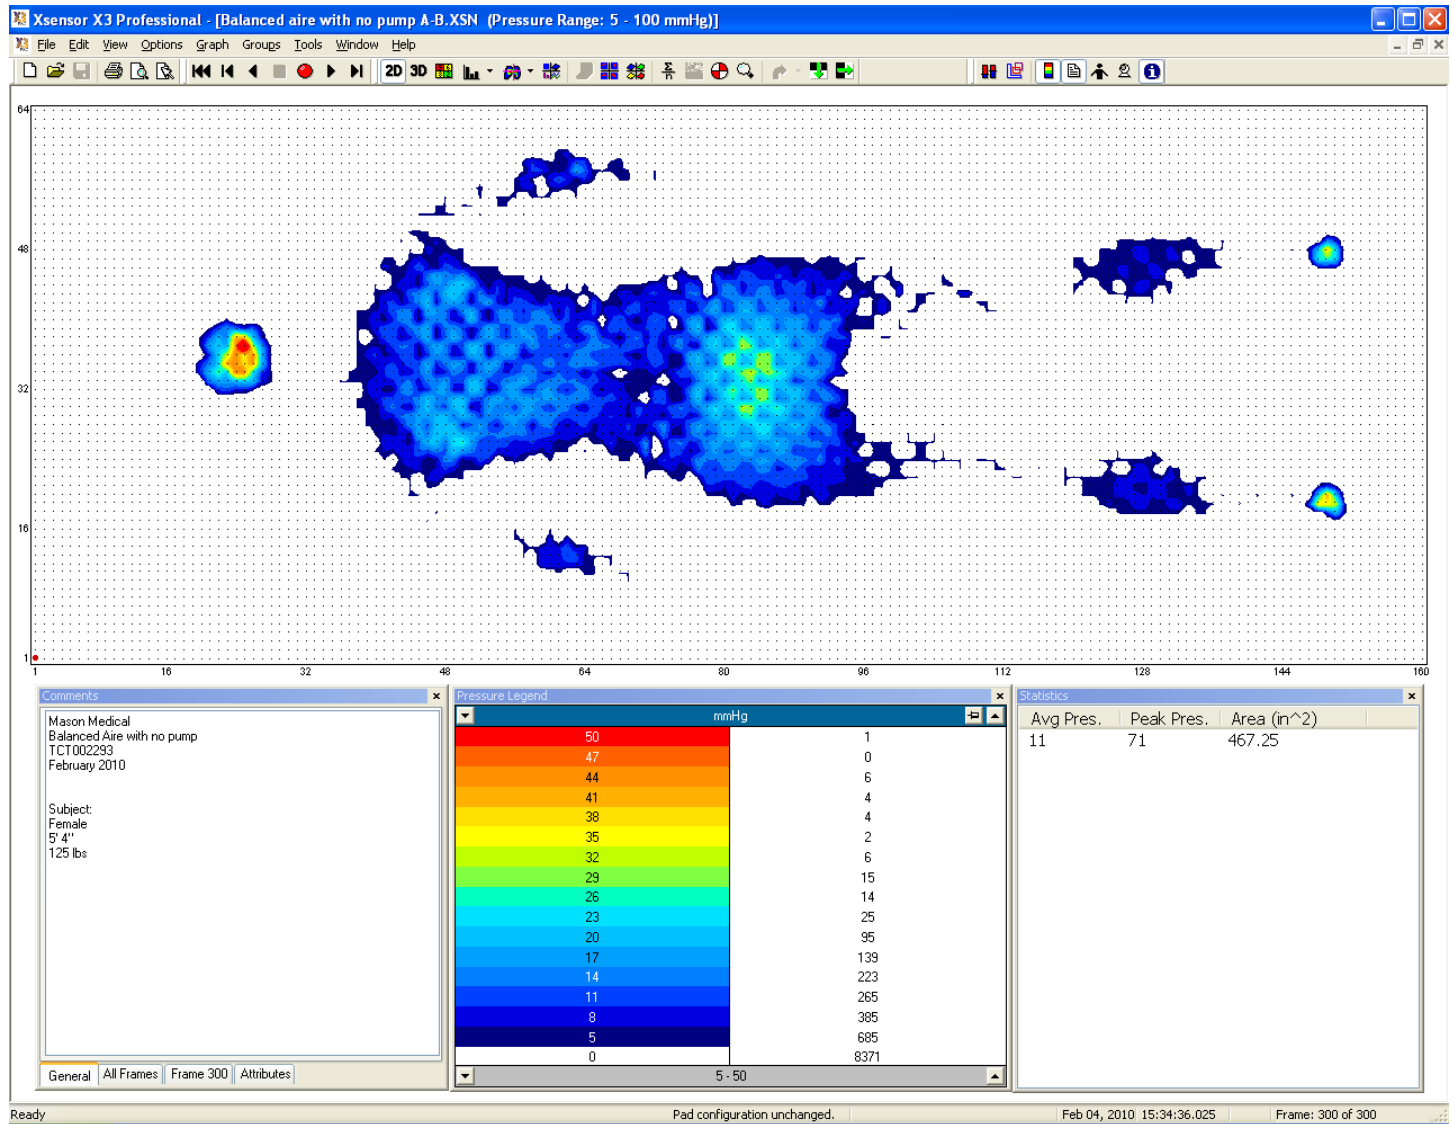 Xsensor X3 Professional - [Balanced aire with no pump A-B.XSN (Pressure Range: 5 - 100 mmHg)]
File Edit View Options Graph Groups Tools Window Help
2D 3D
64
48
32
16
1
1 16 32 48 64 80 96 112 128 144 160
Comments
Mason Medical
Balanced Aire with no pump
TCT002293
February 2010
Subject:
Female
5' 4"
125 lbs
General All Frames Frame 300 Attributes
Pressure Legend
mmHg
50 1
47 0
44 6
41 4
38 4
35 2
32 6
29 15
26 14
23 25
20 95
17 139
14 223
11 265
8 385
5 685
0 8371
5 - 50
Statistics
Avg Pres. Peak Pres. Area (in^2)
11 71 467.25
Ready Pad configuration unchanged. Feb 04, 2010 15:34:36.025 Frame: 300 of 300